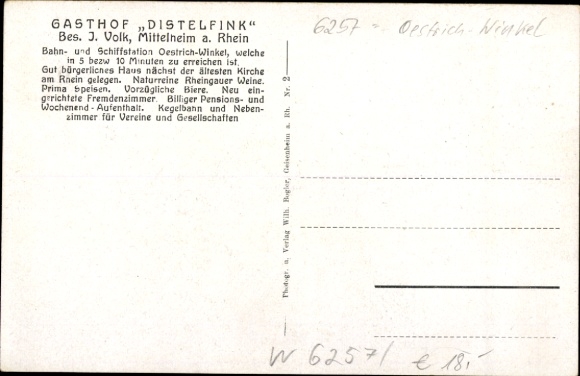 GASTHOF „DISTELFINK“
Bes. J. Volk, Mittelheim a. Rhein
Bahn- und Schiffstation Oestrich-Winkel, welche
in 5 bezw 10 Minuten zu erreichen ist.
Gut bürgerliches Haus nächst der ältesten Kirche
am Rhein gelegen. Naturreine Rheingauer Weine.
Prima Speisen. Vorzügliche Biere. Neu ein-
gerichtete Fremdenzimmer. Billiger Pensions- und
Wochenend-Aufenthalt. Kegelbahn und Neben-
zimmer für Vereine und Gesellschaften
6257 = Oestrich-Winkel
Photogr. u. Verlag Wilh. Bogler, Geisenheim a. Rh. Nr. 2
W 6257/
€ 18.-